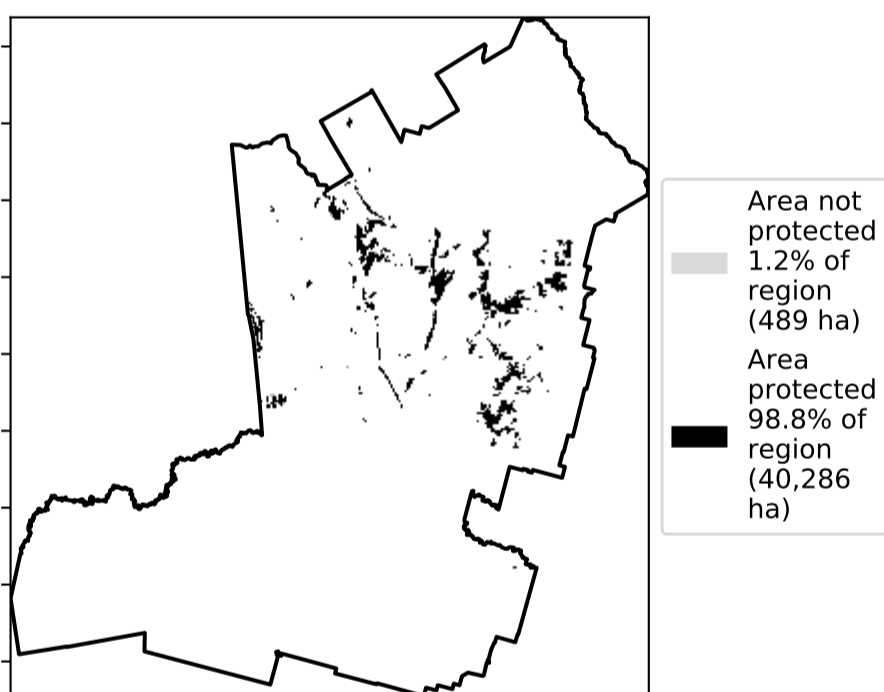 Area not
protected
1.2% of
region
(489 ha)
Area
protected
98.8% of
region
(40,286
ha)